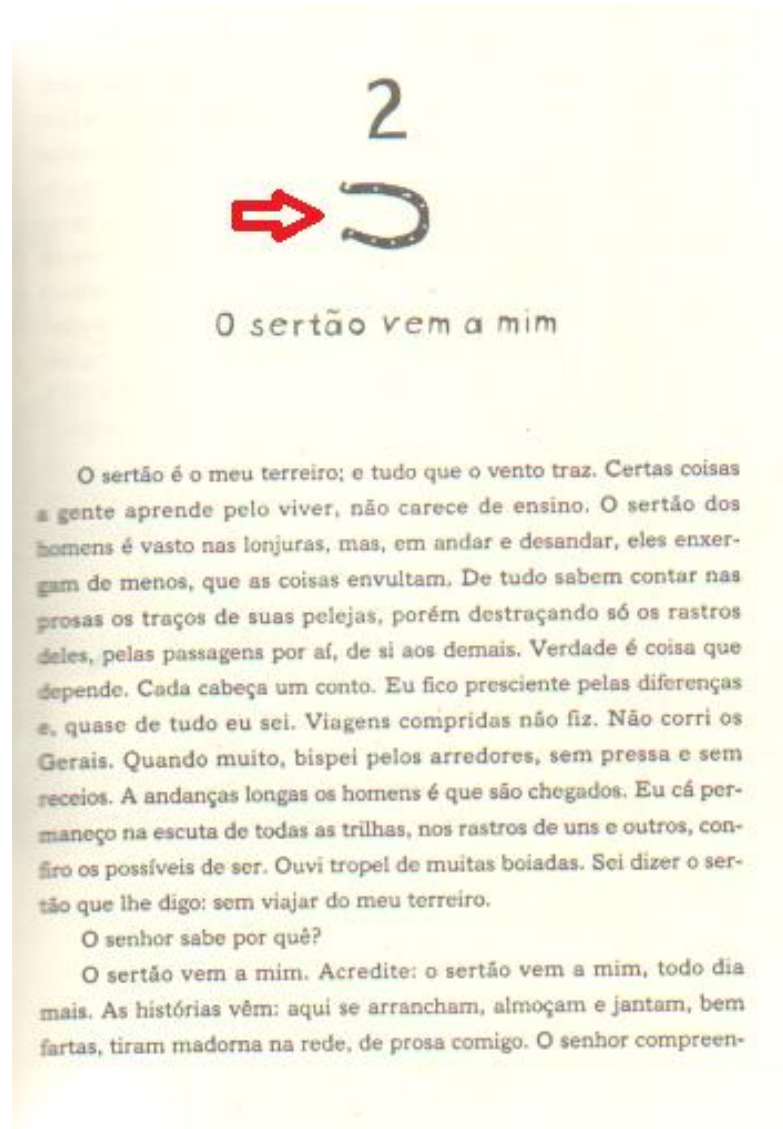 2
O sertão vem a mim
O sertão é o meu terreiro; e tudo que o vento traz. Certas coisas
a gente aprende pelo viver, não carece de ensino. O sertão dos
homens é vasto nas lonjuras, mas, em andar e desandar, eles enxer-
gam de menos, que as coisas envultam. De tudo sabem contar nas
prosas os traços de suas pelejas, porém destraçando só os rastros
deles, pelas passagens por aí, de si aos demais. Verdade é coisa que
depende. Cada cabeça um conto. Eu fico presciente pelas diferenças
e, quase de tudo eu sei. Viagens compridas não fiz. Não corri os
Gerais. Quando muito, bispei pelos arredores, sem pressa e sem
receios. A andanças longas os homens é que são chegados. Eu cá per-
maneço na escuta de todas as trilhas, nos rastros de uns e outros, con-
firo os possíveis de ser. Ouvi tropel de muitas boiadas. Sei dizer o ser-
tão que lhe digo: sem viajar do meu terreiro.
O senhor sabe por quê?
O sertão vem a mim. Acredite: o sertão vem a mim, todo dia
mais. As histórias vêm: aqui se arrancham, almoçam e jantam, bem
fartas, tiram madorna na rede, de prosa comigo. O senhor compreen-